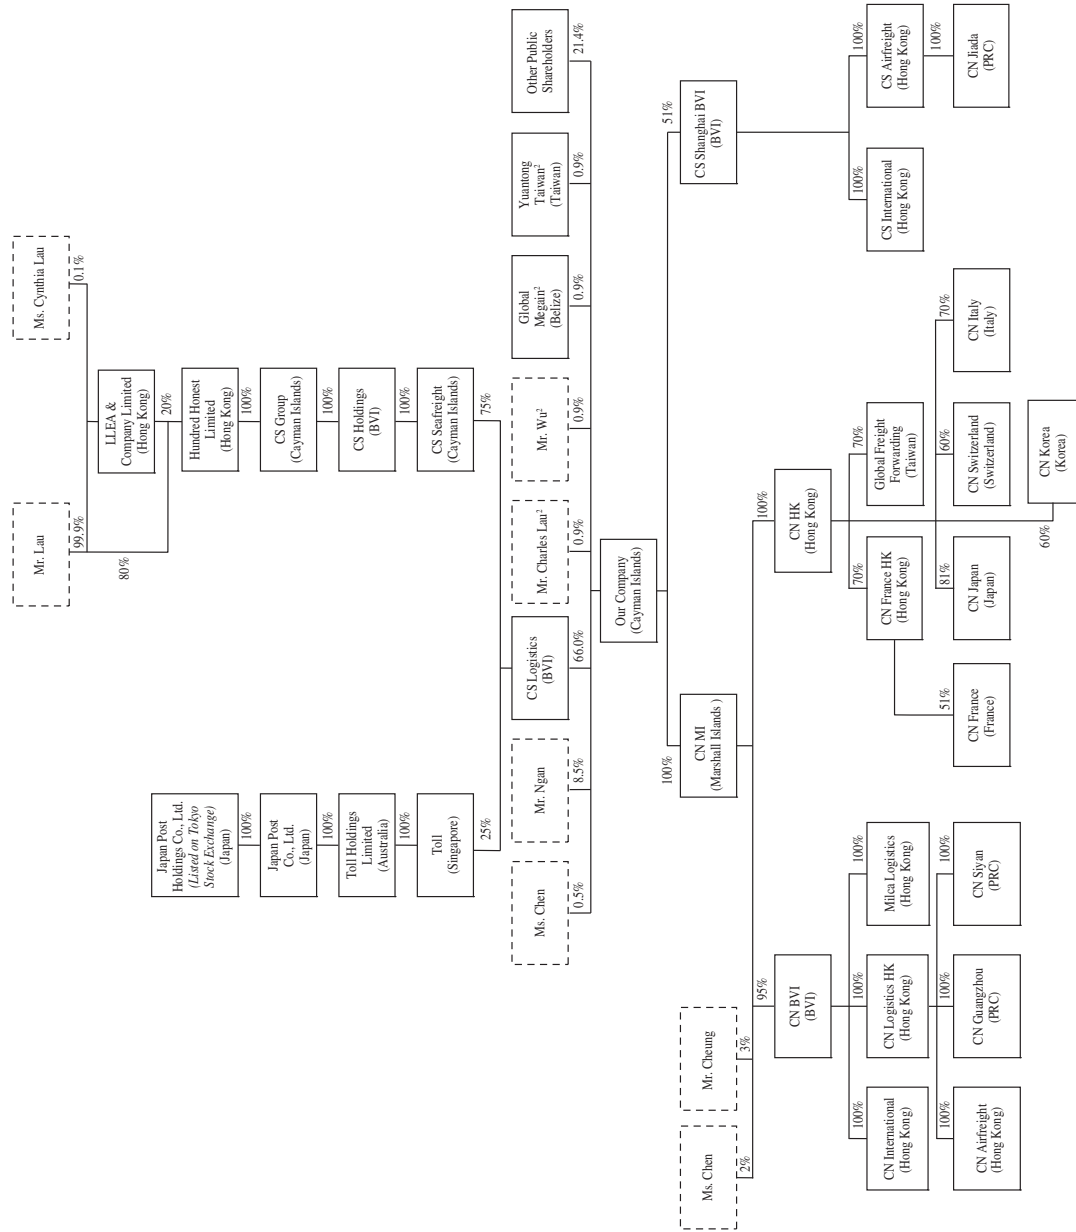 Mr. Lau
Ms. Cynthia Lau
99.9%
0.1%
80%
LLEA &
Company Limited
(Hong Kong)
20%
Japan Post
Holdings Co., Ltd.
(Listed on Tokyo
Stock Exchange)
(Japan)
100%
Hundred Honest
Limited
(Hong Kong)
100%
Japan Post
Co., Ltd.
(Japan)
100%
CS Group
(Cayman Islands)
100%
Toll Holdings
Limited
(Australia)
100%
CS Holdings
(BVI)
100%
Toll
(Singapore)
25%
CS Seafreight
(Cayman Islands)
75%
Ms. Chen
0.5%
Mr. Ngan
8.5%
CS Logistics
(BVI)
66.0%
Mr. Charles Lau²
0.9%
Mr. Wu²
0.9%
Global
Megain²
(Belize)
0.9%
Yuantong
Taiwan²
(Taiwan)
0.9%
Other Public
Shareholders
21.4%
Our Company
(Cayman Islands)
100%
51%
Ms. Chen
2%
Mr. Cheung
3%
CN MI
(Marshall Islands )
CS Shanghai BVI
(BVI)
95%
100%
CN BVI
(BVI)
CN HK
(Hong Kong)
100%
100%
100%
70%
70%
100%
100%
CN International
(Hong Kong)
CN Logistics HK
(Hong Kong)
Milca Logistics
(Hong Kong)
CN France HK
(Hong Kong)
Global Freight
Forwarding
(Taiwan)
CS International
(Hong Kong)
CS Airfreight
(Hong Kong)
100%
100%
100%
51%
81%
60%
70%
100%
CN Airfreight
(Hong Kong)
CN Guangzhou
(PRC)
CN Siyan
(PRC)
CN France
(France)
CN Japan
(Japan)
CN Switzerland
(Switzerland)
CN Italy
(Italy)
CN Jiada
(PRC)
60%
CN Korea
(Korea)